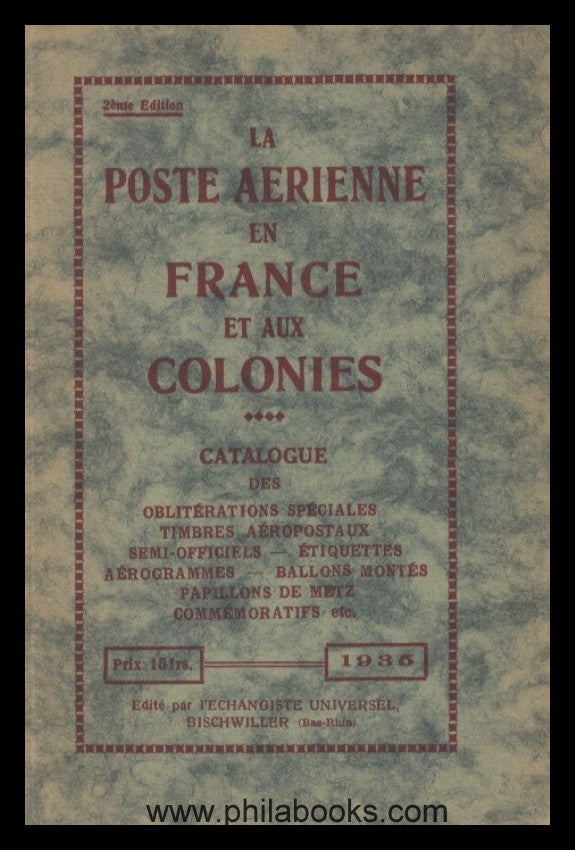 2ème Edition
LA
POSTE AERIENNE
EN
FRANCE
ET AUX
COLONIES
CATALOGUE
DES
OBLITÉRATIONS SPÉCIALES
TIMBRES AÉROPOSTAUX
SEMI-OFFICIELS — ÉTIQUETTES
AÉROGRAMMES — BALLONS MONTÉS
PAPILLONS DE METZ
COMMÉMORATIFS etc.
Prix: 15 frs.
1935
Edité par l'ECHANGISTE UNIVERSEL,
BISCHWILLER (Bas-Rhin)
www.philabooks.com